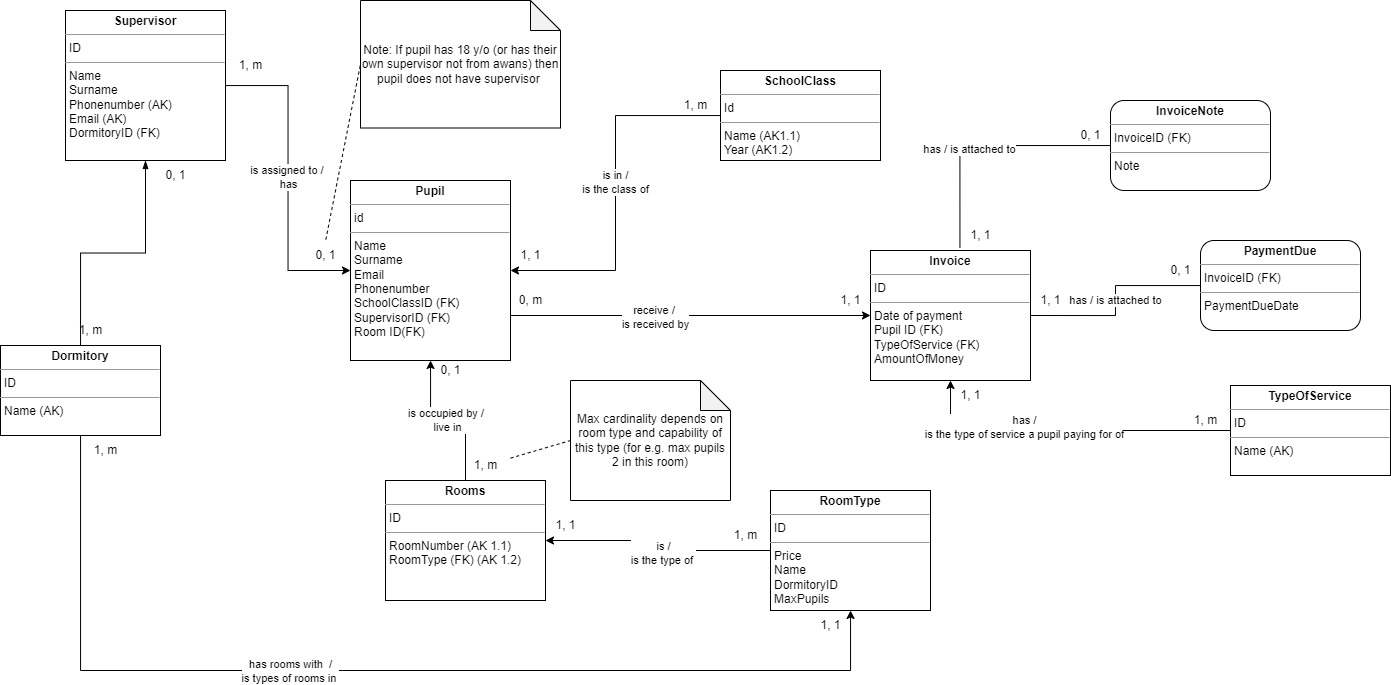 Supervisor
ID
Name
Surname
Phonenumber (AK)
Email (AK)
DormitoryID (FK)
1, m
0, 1
Note: If pupil has 18 y/o (or has their
own supervisor not from awans) then
pupil does not have supervisor
is assigned to /
has
0, 1
SchoolClass
Id
Name (AK1.1)
Year (AK1.2)
1, m
is in /
is the class of
1, 1
InvoiceNote
InvoiceID (FK)
Note
0, 1
has / is attached to
1, 1
Pupil
id
Name
Surname
Email
Phonenumber
SchoolClassID (FK)
SupervisorID (FK)
Room ID(FK)
0, m
receive /
is received by
1, 1
Invoice
ID
Date of payment
Pupil ID (FK)
TypeOfService (FK)
AmountOfMoney
1, 1
has / is attached to
0, 1
PaymentDue
InvoiceID (FK)
PaymentDueDate
1, m
Dormitory
ID
Name (AK)
1, m
0, 1
is occupied by /
live in
1, m
Max cardinality depends on
room type and capability of
this type (for e.g. max pupils
2 in this room)
1, 1
has /
is the type of service a pupil paying for of
1, m
TypeOfService
ID
Name (AK)
Rooms
ID
RoomNumber (AK 1.1)
RoomType (FK) (AK 1.2)
1, 1
is /
is the type of
1, m
RoomType
ID
Price
Name
DormitoryID
MaxPupils
1, 1
has rooms with /
is types of rooms in